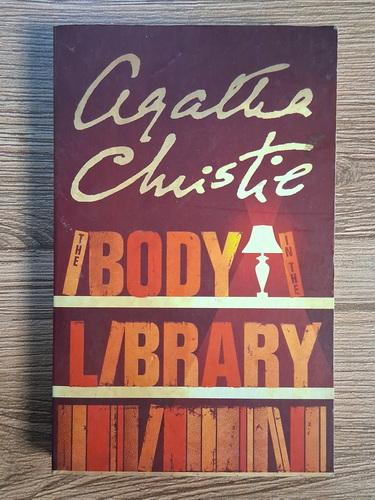 Agatha
Christie
THE BODY IN THE
LIBRARY